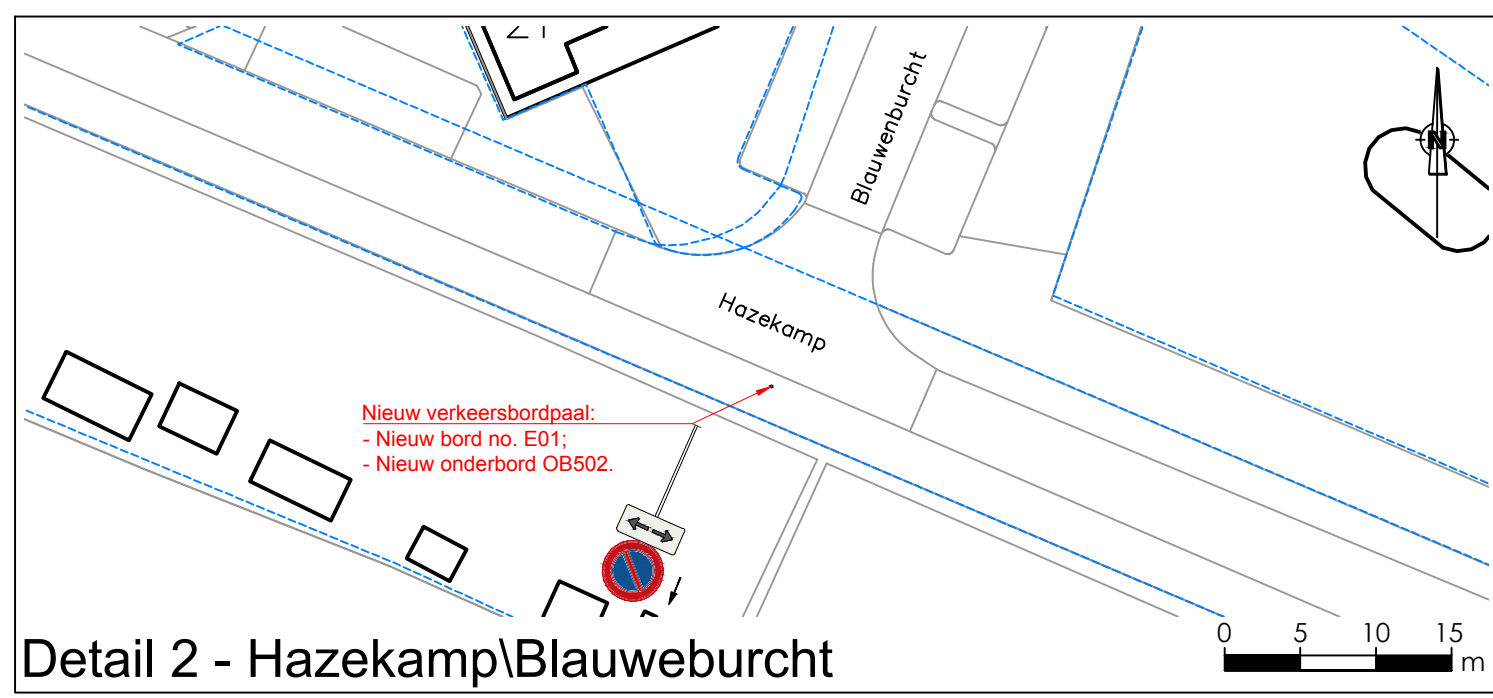 21
Blauwenburcht
N
Hazekamp
Nieuw verkeersbordpaal:
- Nieuw bord no. E01;
- Nieuw onderbord OB502.
Detail 2 - Hazekamp\Blauweburcht
0 5 10 15
m